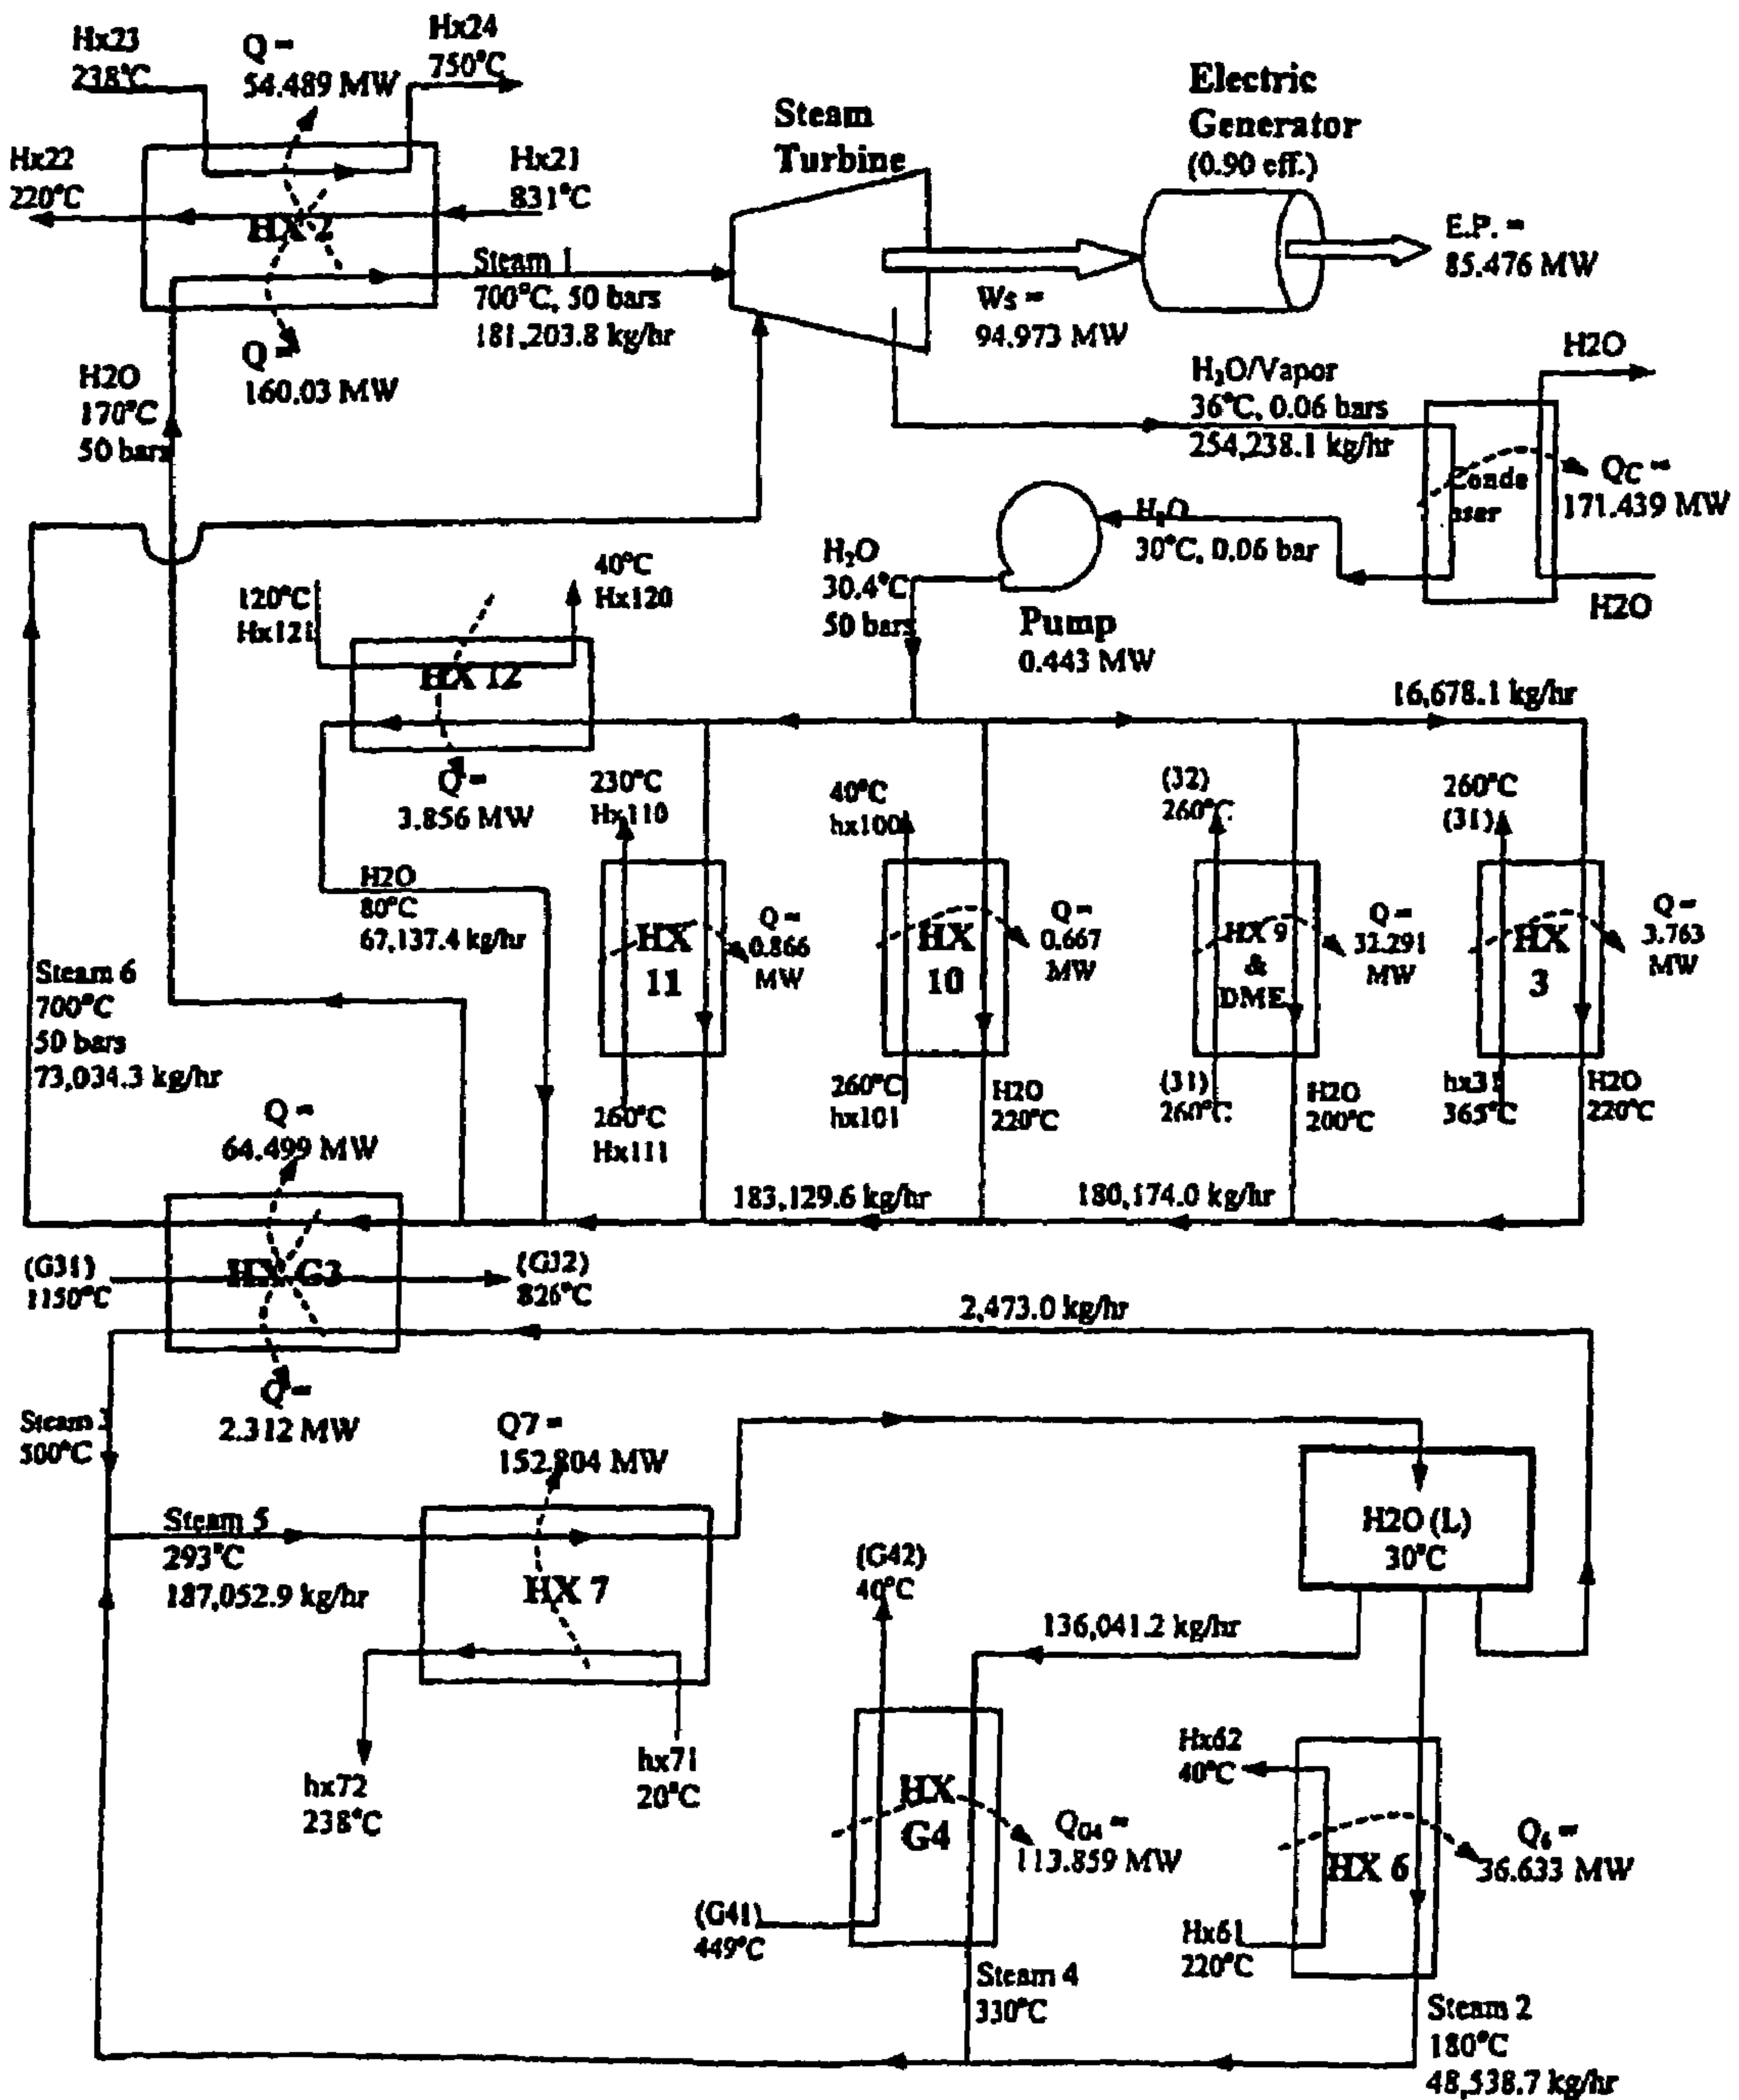 Hx23
238°C
Q =
54.489 MW
Hx24
750°C
Hx22
220°C
Hx21
831°C
HX 2
Steam 1
700°C, 50 bars
181,203.8 kg/hr
Q =
160.03 MW
H2O
170°C
50 bars
Steam
Turbine
Electric
Generator
(0.90 eff.)
E.P. =
85.476 MW
Ws =
94.973 MW
H2O
H₂O/Vapor
36°C, 0.06 bars
254,238.1 kg/hr
Conde
nser
QC =
171.439 MW
H₂O
30°C, 0.06 bar
H2O
H₂O
30.4°C
50 bars
Pump
0.443 MW
120°C
Hx121
40°C
Hx120
HX 12
Q =
3.856 MW
16,678.1 kg/hr
230°C
Hx110
40°C
hx100
(32)
260°C
260°C
(31)
H2O
80°C
67,137.4 kg/hr
HX
11
Q =
0.866
MW
HX
10
Q =
0.667
MW
HX 9
&
DME
Q =
32.291
MW
HX
3
Q =
3.763
MW
Steam 6
700°C
50 bars
73,034.3 kg/hr
260°C
Hx111
260°C
hx101
H2O
220°C
(31)
260°C
H2O
200°C
hx31
365°C
H2O
220°C
Q =
64.499 MW
183,129.6 kg/hr
180,174.0 kg/hr
(G31)
1150°C
HX G3
(G32)
826°C
2,473.0 kg/hr
Q =
2.312 MW
Steam 3
500°C
Q7 =
152.804 MW
Steam 5
293°C
187,052.9 kg/hr
HX 7
H2O (L)
30°C
(G42)
40°C
136,041.2 kg/hr
hx72
238°C
hx71
20°C
HX
G4
QG4 =
113.859 MW
Hx62
40°C
HX 6
Q₆ =
36.633 MW
(G41)
449°C
Hx61
220°C
Steam 4
330°C
Steam 2
180°C
48,538.7 kg/hr